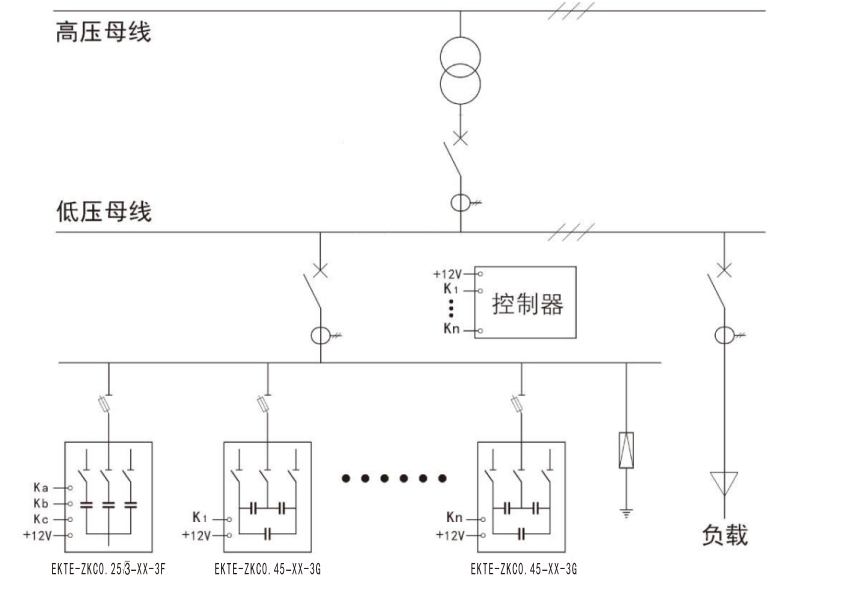 高压母线
低压母线
+12V
K1
控制器
Kn
Ka
Kb
Kc
+12V
K1
+12V
Kn
+12V
负载
EKTE-ZKC0.25/3-XX-3F
EKTE-ZKC0.45-XX-3G
EKTE-ZKC0.45-XX-3G